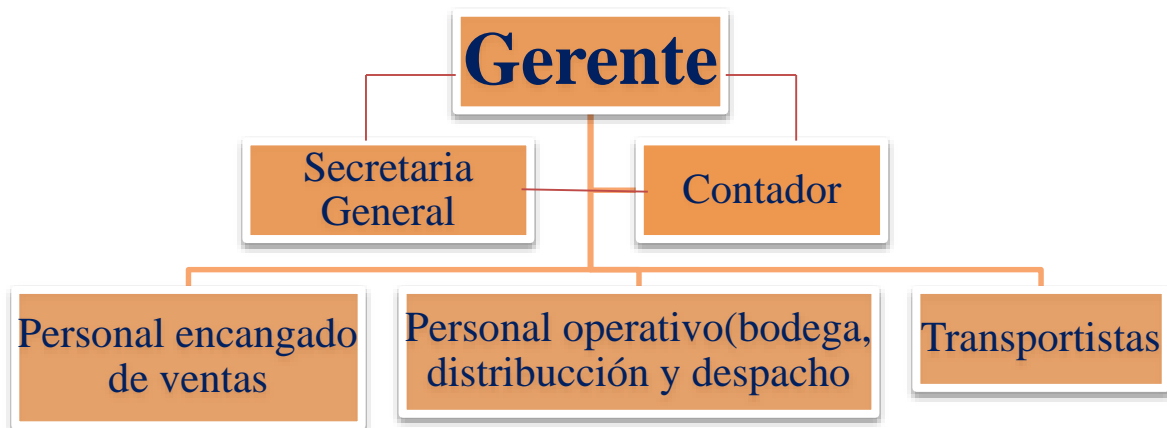 Gerente
Secretaria
General
Contador
Personal encangado
de ventas
Personal operativo(bodega,
distribucción y despacho
Transportistas